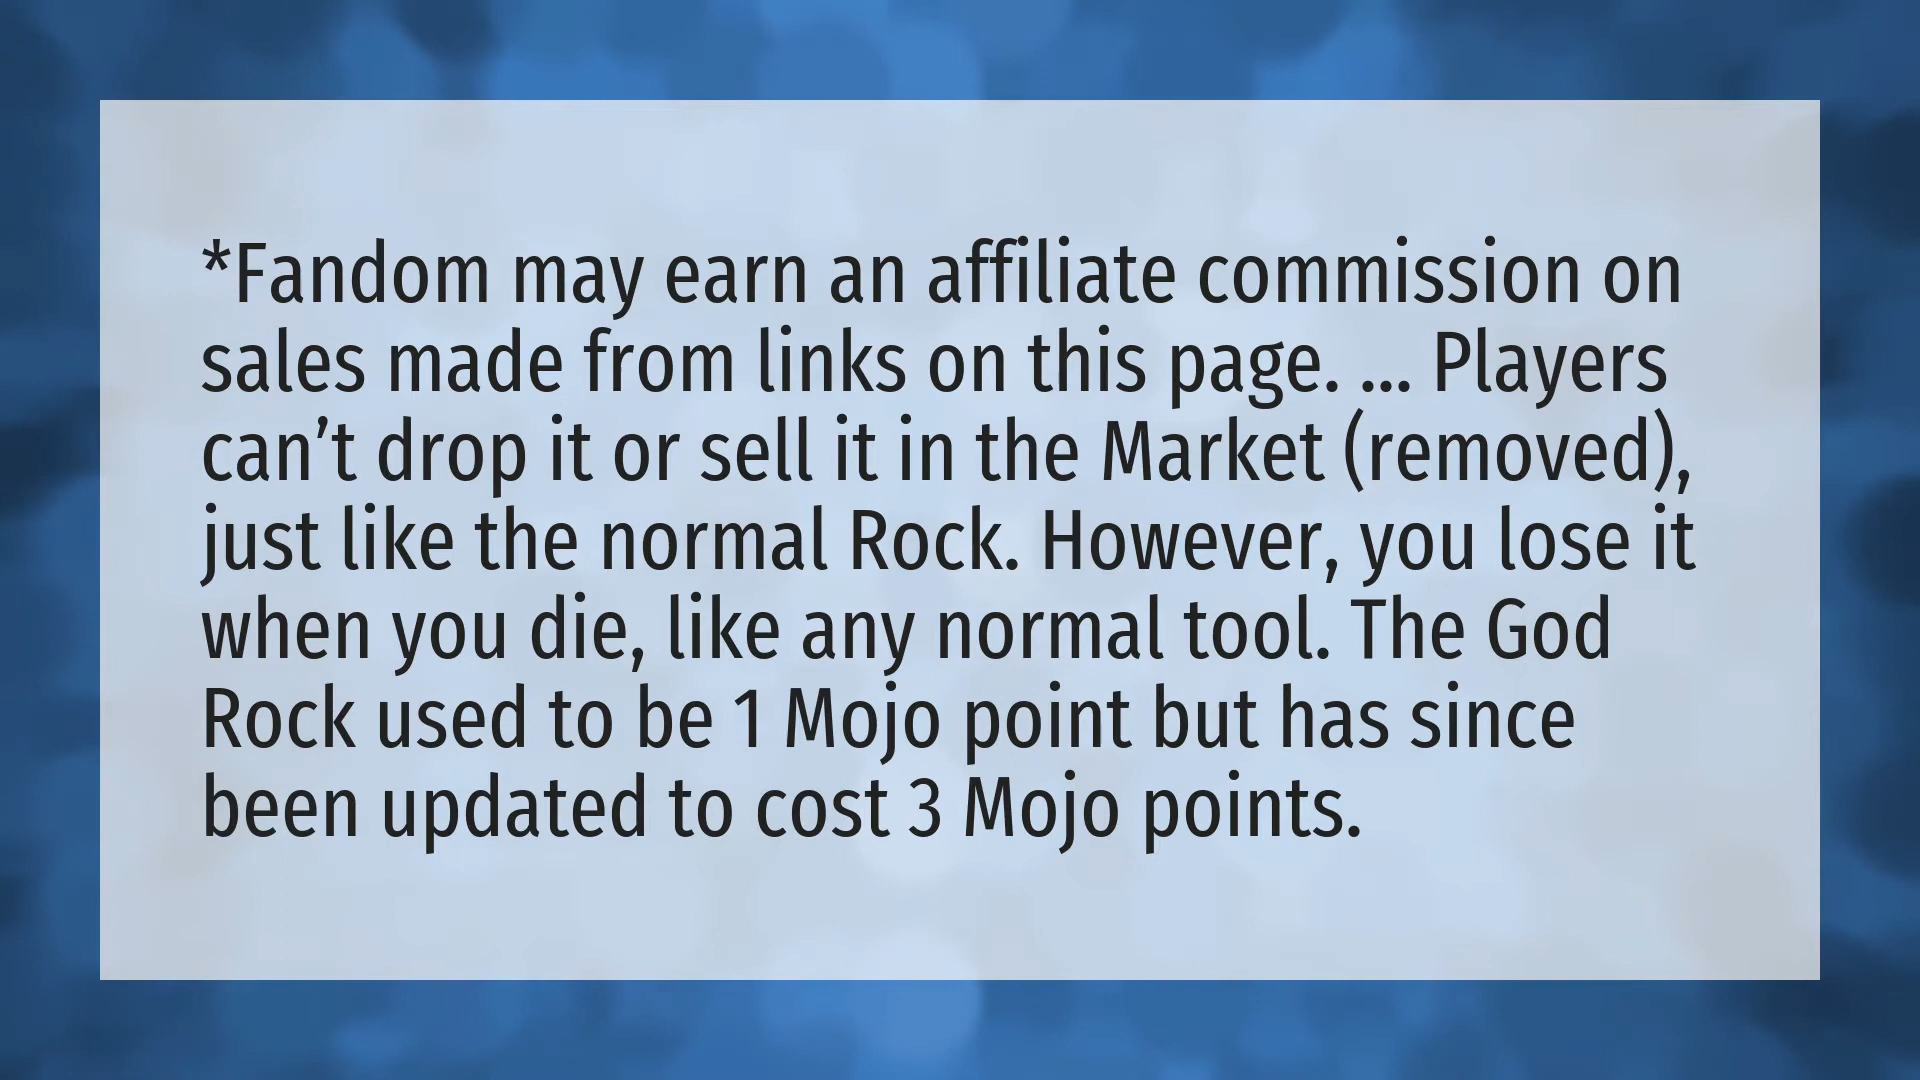 *Fandom may earn an affiliate commission on
sales made from links on this page. ... Players
can’t drop it or sell it in the Market (removed),
just like the normal Rock. However, you lose it
when you die, like any normal tool. The God
Rock used to be 1 Mojo point but has since
been updated to cost 3 Mojo points.